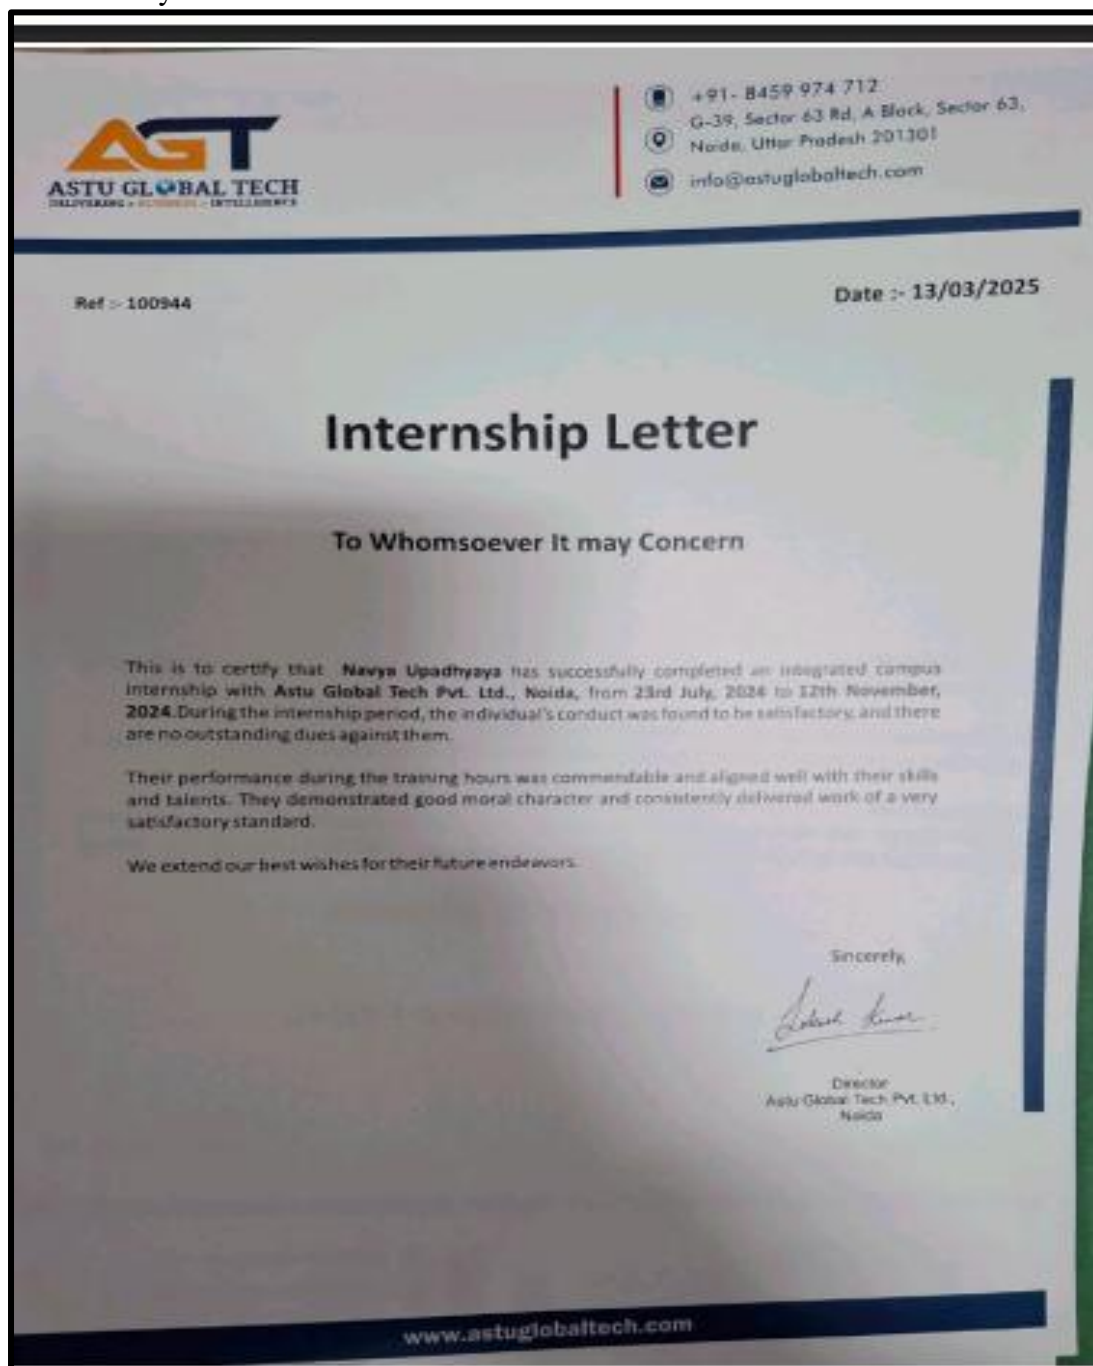 AGT
ASTU GLOBAL TECH
DELIVERING - BUSINESS - INTELLIGENCE
+91- 8459 974 712
G-39, Sector 63 Rd, A Block, Sector 63,
Noida, Uttar Pradesh 201301
info@astuglobaltech.com
Ref :- 100944
Date :- 13/03/2025
Internship Letter
To Whomsoever It may Concern
This is to certify that Navya Upadhyaya has successfully completed an integrated campus
internship with Astu Global Tech Pvt. Ltd., Noida, from 23rd July, 2024 to 12th November,
2024.During the internship period, the individual's conduct was found to be satisfactory, and there
are no outstanding dues against them.
Their performance during the training hours was commendable and aligned well with their skills
and talents. They demonstrated good moral character and consistently delivered work of a very
satisfactory standard.
We extend our best wishes for their future endeavors.
Sincerely,
Kumar
Director
Astu Global Tech Pvt. Ltd.,
Noida
www.astuglobaltech.com